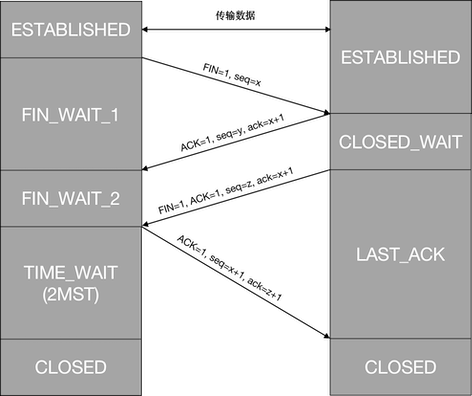 传输数据
ESTABLISHED
ESTABLISHED
FIN=1, seq=x
FIN_WAIT_1
ACK=1, seq=y, ack=x+1
CLOSED_WAIT
FIN_WAIT_2
FIN=1, ACK=1, seq=z, ack=x+1
ACK=1, seq=x+1, ack=z+1
TIME_WAIT
(2MST)
LAST_ACK
CLOSED
CLOSED